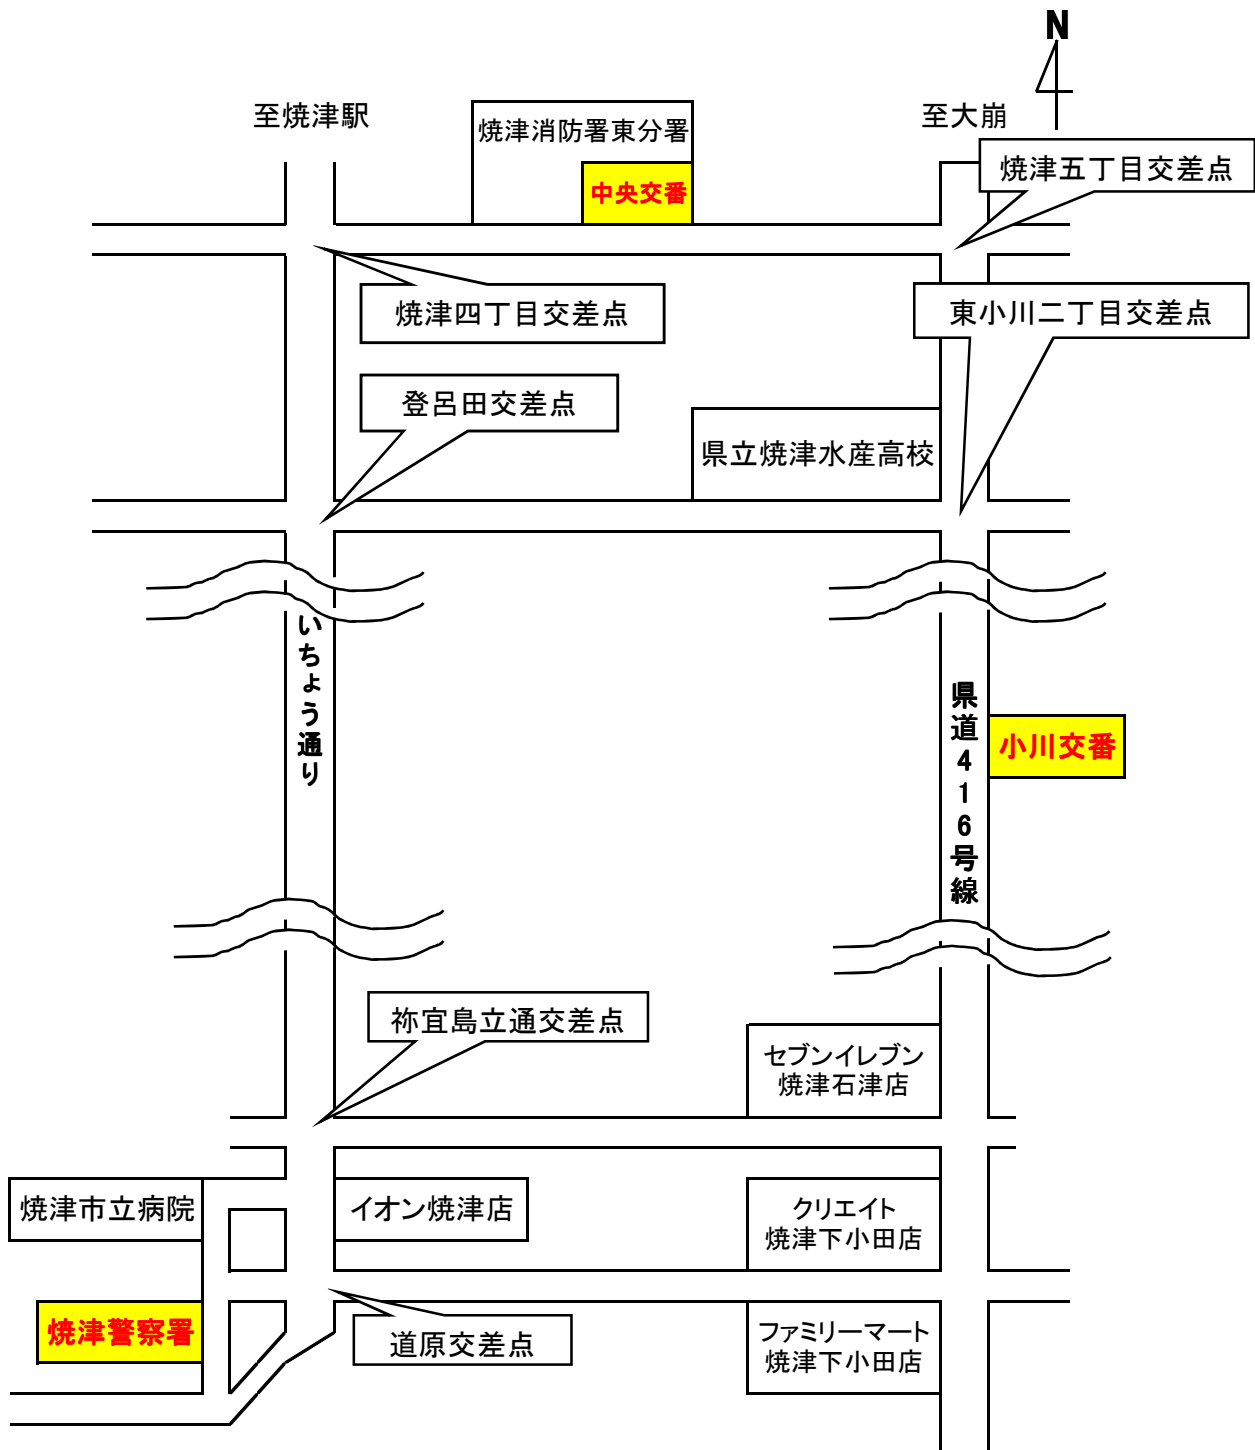 N
至焼津駅
焼津消防署東分署
至大崩
焼津五丁目交差点
中央交番
焼津四丁目交差点
東小川二丁目交差点
登呂田交差点
県立焼津水産高校
いちょう通り
県道416号線
小川交番
祢宜島立通交差点
セブンイレブン
焼津石津店
焼津市立病院
イオン焼津店
クリエイト
焼津下小田店
焼津警察署
道原交差点
ファミリーマート
焼津下小田店